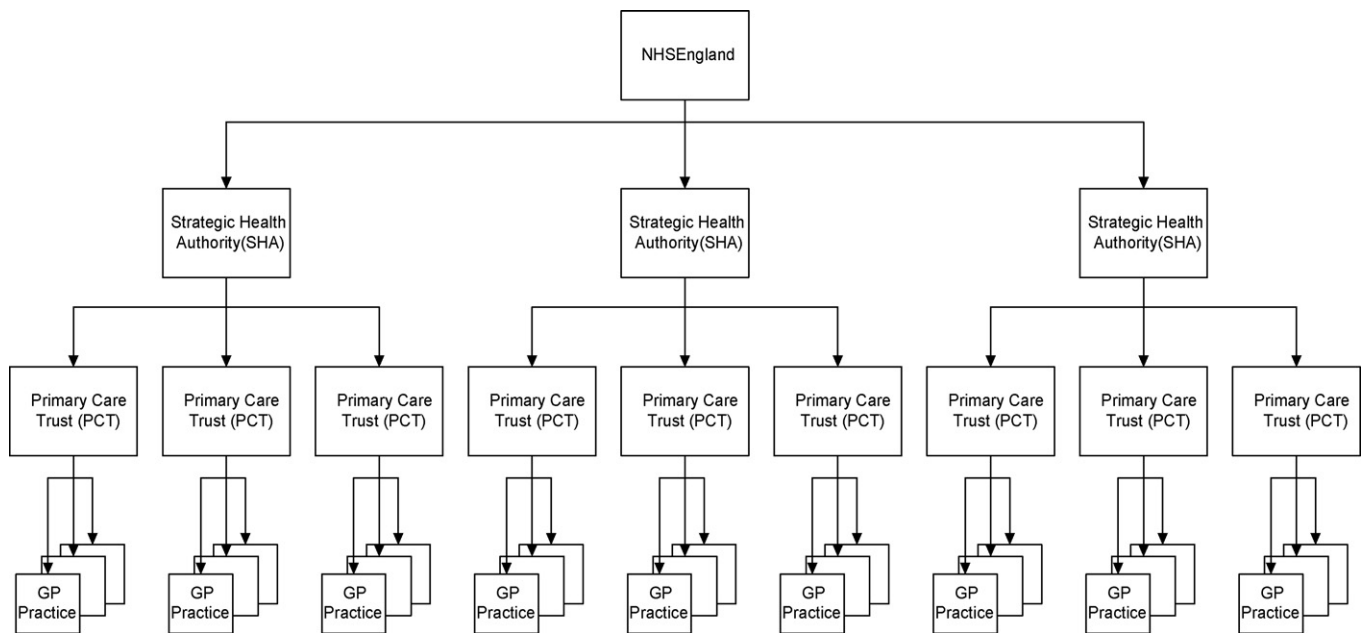 NHSEngland
Strategic Health
Authority(SHA)
Strategic Health
Authority(SHA)
Strategic Health
Authority(SHA)
Primary Care
Trust (PCT)
Primary Care
Trust (PCT)
Primary Care
Trust (PCT)
Primary Care
Trust (PCT)
Primary Care
Trust (PCT)
Primary Care
Trust (PCT)
Primary Care
Trust (PCT)
Primary Care
Trust (PCT)
Primary Care
Trust (PCT)
GP
Practice
GP
Practice
GP
Practice
GP
Practice
GP
Practice
GP
Practice
GP
Practice
GP
Practice
GP
Practice